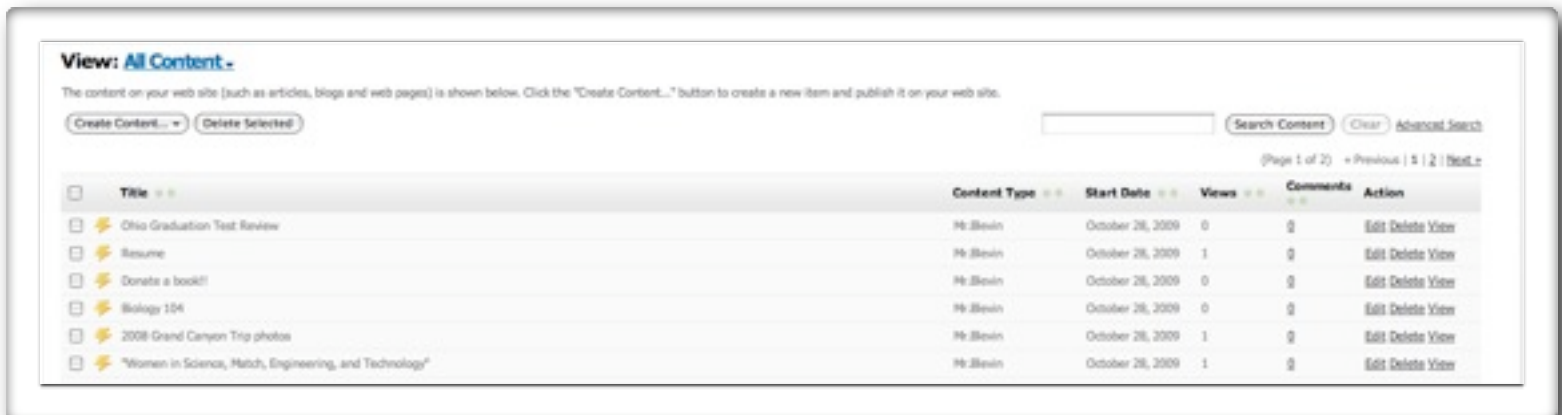 View: All Content
The content on your web site (such as articles, blogs and web pages) is shown below. Click the "Create Content..." button to create a new item and publish it on your web site.
Create Content... Delete Selected Search Content Clear Advanced Search
(Page 1 of 2) « Previous | 1 | 2 | Next »
Title Content Type Start Date Views Comments Action
Ohio Graduation Test Review Mr.Blevin October 28, 2009 0 0 Edit Delete View
Resume Mr.Blevin October 28, 2009 1 0 Edit Delete View
Donate a book!! Mr.Blevin October 28, 2009 0 0 Edit Delete View
Biology 104 Mr.Blevin October 28, 2009 0 0 Edit Delete View
2008 Grand Canyon Trip photos Mr.Blevin October 28, 2009 1 0 Edit Delete View
"Women in Science, Match, Engineering, and Technology" Mr.Blevin October 28, 2009 1 0 Edit Delete View